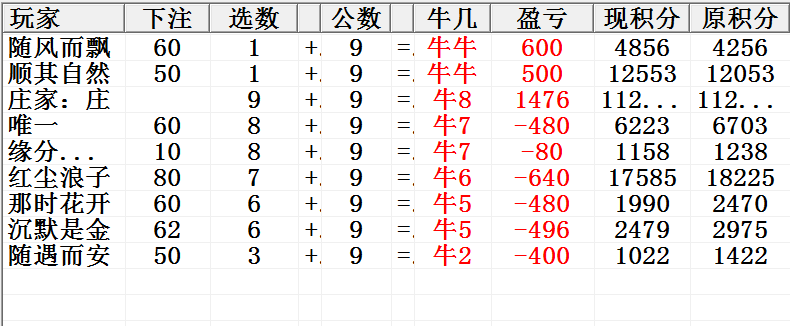 玩家 下注 选数 公数 牛几 盈亏 现积分 原积分
随风而飘 60 1 +. 9 =. 牛牛 600 4856 4256
顺其自然 50 1 +. 9 =. 牛牛 500 12553 12053
庄家：庄 9 +. 9 =. 牛8 1476 112... 112...
唯一 60 8 +. 9 =. 牛7 -480 6223 6703
缘分... 10 8 +. 9 =. 牛7 -80 1158 1238
红尘浪子 80 7 +. 9 =. 牛6 -640 17585 18225
那时花开 60 6 +. 9 =. 牛5 -480 1990 2470
沉默是金 62 6 +. 9 =. 牛5 -496 2479 2975
随遇而安 50 3 +. 9 =. 牛2 -400 1022 1422